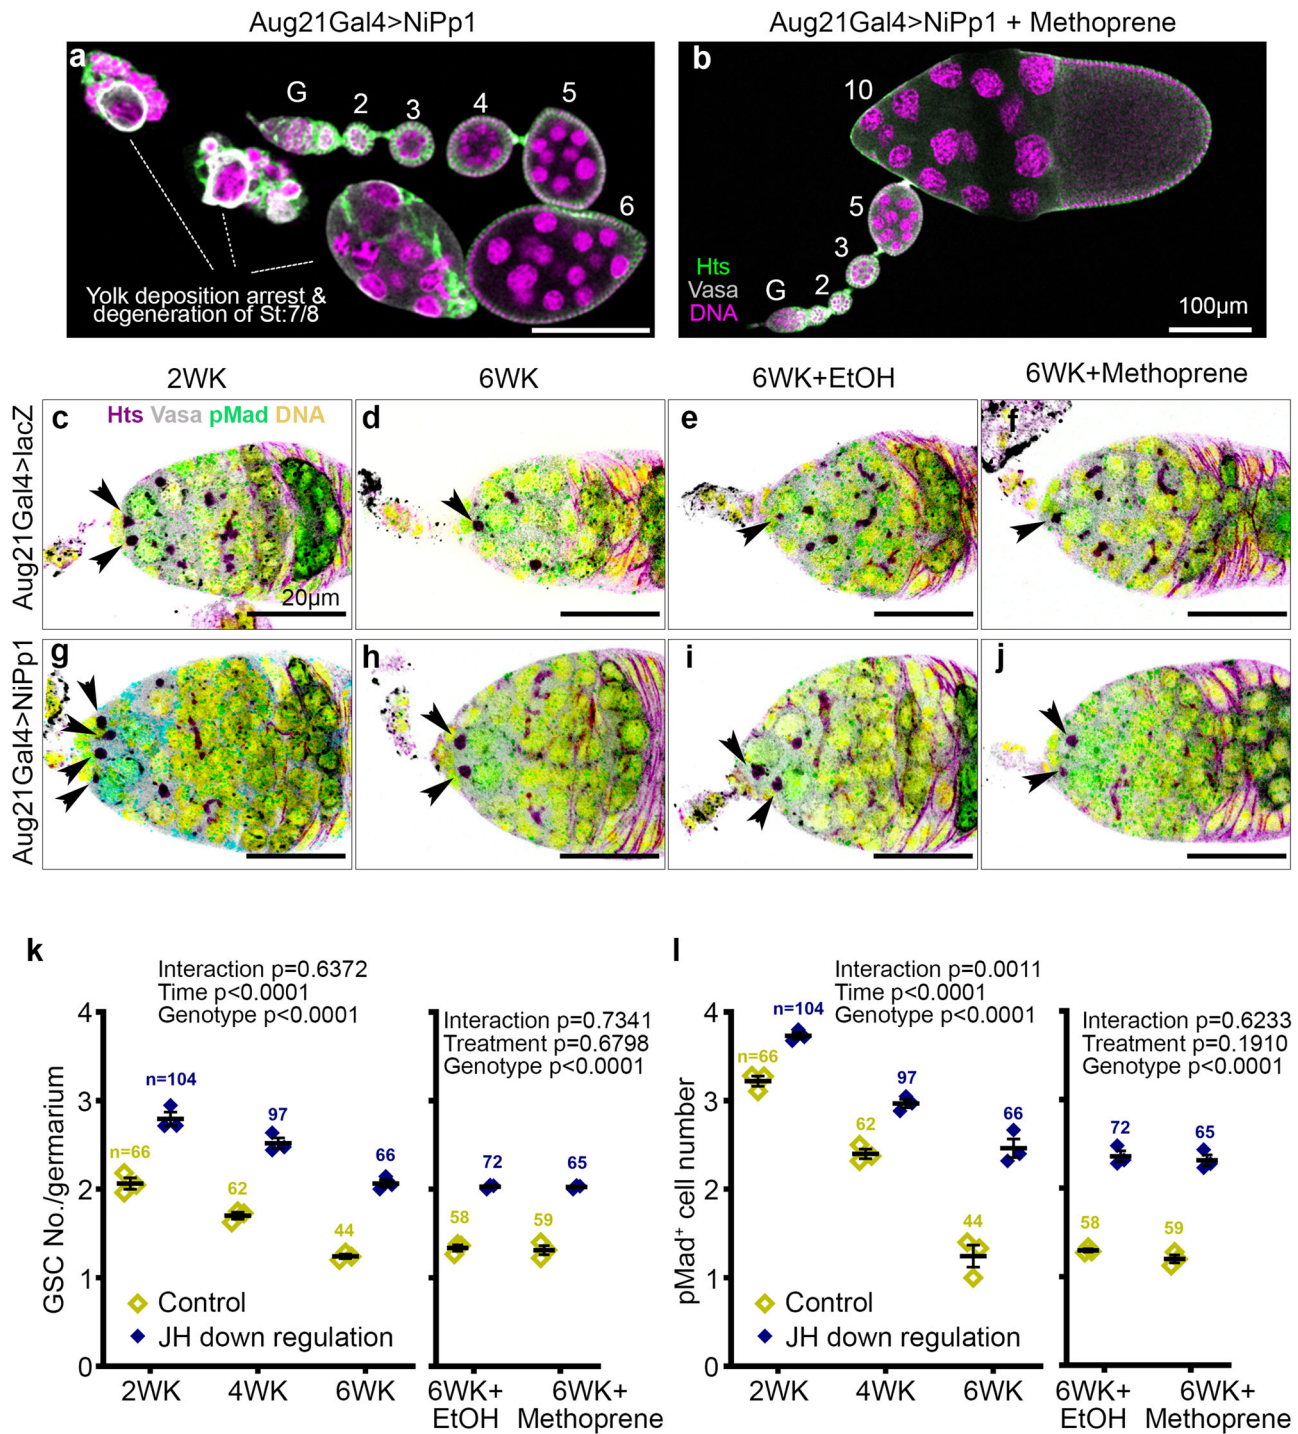 Aug21Gal4>NiPp1
Aug21Gal4>NiPp1 + Methoprene
a
G
2
3
4
5
6
Yolk deposition arrest &
degeneration of St:7/8
b
10
5
3
2
G
Hts
Vasa
DNA
100µm
2WK
6WK
6WK+EtOH
6WK+Methoprene
Aug21Gal4>lacZ
c
Hts Vasa pMad DNA
20µm
d
e
f
Aug21Gal4>NiPp1
g
h
i
j
k
Interaction p=0.6372
Time p<0.0001
Genotype p<0.0001
Interaction p=0.7341
Treatment p=0.6798
Genotype p<0.0001
GSC No./germarium
4
3
2
1
0
n=66
n=104
62
97
44
66
58
72
59
65
Control
JH down regulation
2WK
4WK
6WK
6WK+
EtOH
6WK+
Methoprene
l
Interaction p=0.0011
Time p<0.0001
Genotype p<0.0001
Interaction p=0.6233
Treatment p=0.1910
Genotype p<0.0001
pMad+ cell number
4
3
2
1
0
n=66
n=104
62
97
44
66
58
72
59
65
Control
JH down regulation
2WK
4WK
6WK
6WK+
EtOH
6WK+
Methoprene